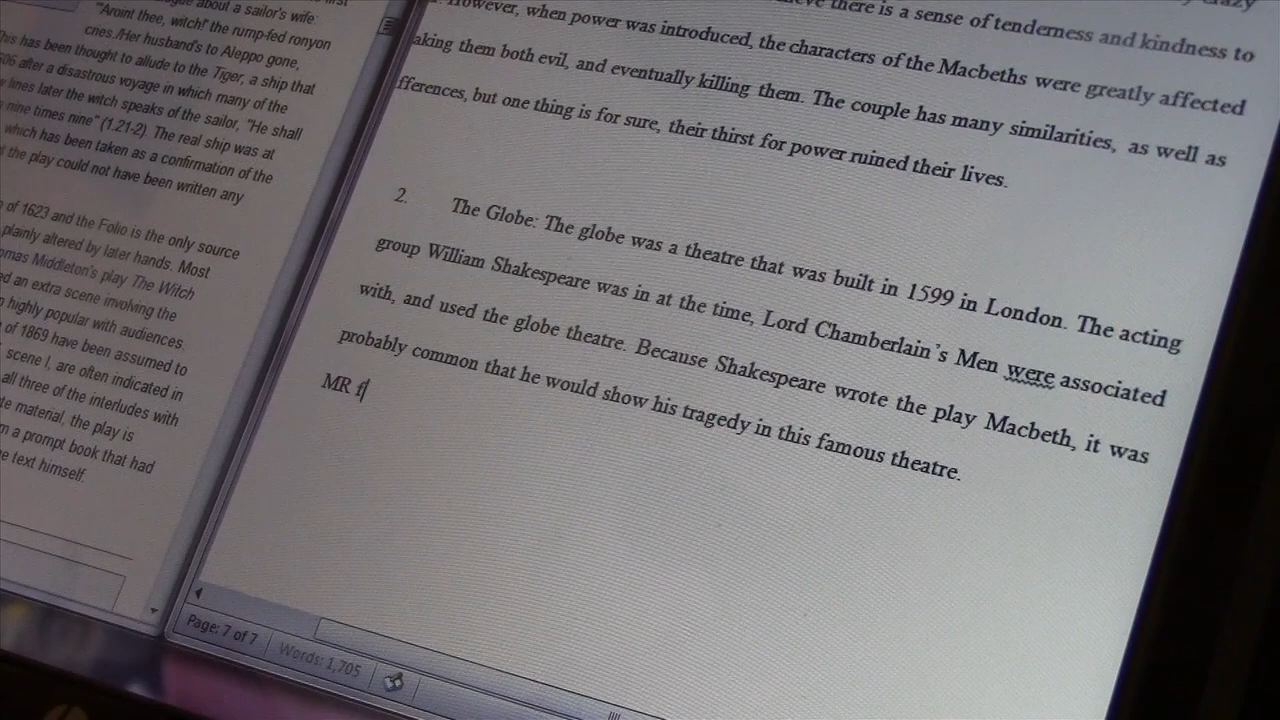 about a sailor's wife:
"'Aroint thee, witch!' the rump-fed ronyon
cries./Her husband's to Aleppo gone,
This has been thought to allude to the Tiger, a ship that
after a disastrous voyage in which many of the
lines later the witch speaks of the sailor, "He shall
nine times nine" (1.21-2). The real ship was at
which has been taken as a confirmation of the
the play could not have been written any
of 1623 and the Folio is the only source
plainly altered by later hands. Most
Middleton's play The Witch
an extra scene involving the
highly popular with audiences.
of 1869 have been assumed to
scene I, are often indicated in
all three of the interludes with
material, the play is
a prompt book that had
text himself.
there is a sense of tenderness and kindness to
However, when power was introduced, the characters of the Macbeths were greatly affected
aking them both evil, and eventually killing them. The couple has many similarities, as well as
fferences, but one thing is for sure, their thirst for power ruined their lives.
2. The Globe: The globe was a theatre that was built in 1599 in London. The acting
group William Shakespeare was in at the time, Lord Chamberlain's Men were associated
with, and used the globe theatre. Because Shakespeare wrote the play Macbeth, it was
probably common that he would show his tragedy in this famous theatre.
MR f
Page: 7 of 7
Words: 1,705